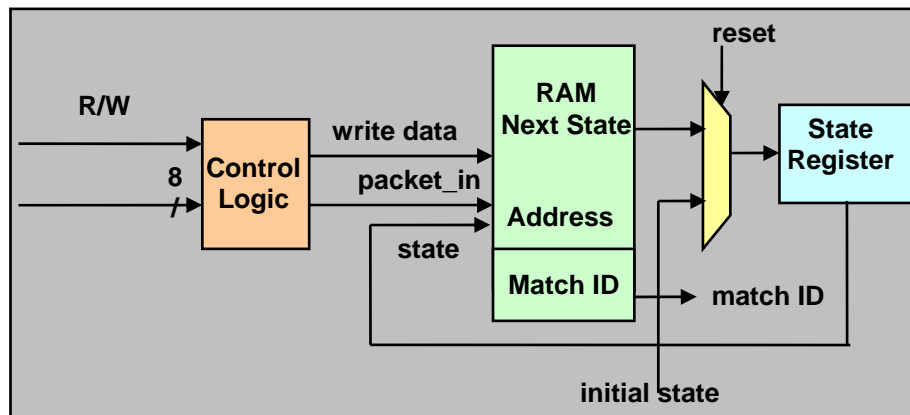 reset
R/W
RAM
Next State
write data
State
Register
Control
Logic
8
/
packet_in
Address
state
Match ID
match ID
initial state